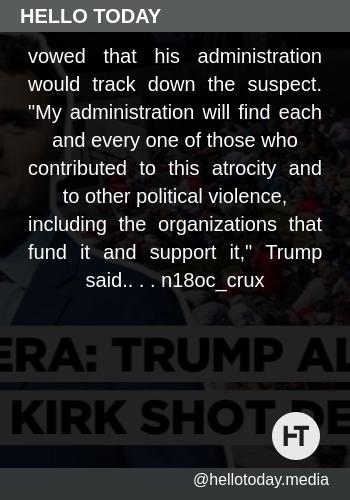 HELLO TODAY
vowed that his administration
would track down the suspect.
"My administration will find each
and every one of those who
contributed to this atrocity and
to other political violence,
including the organizations that
fund it and support it," Trump
said.. . . n18oc_crux
ERA: TRUMP AL
KIRK SHOT DE
HT
@hellotoday.media